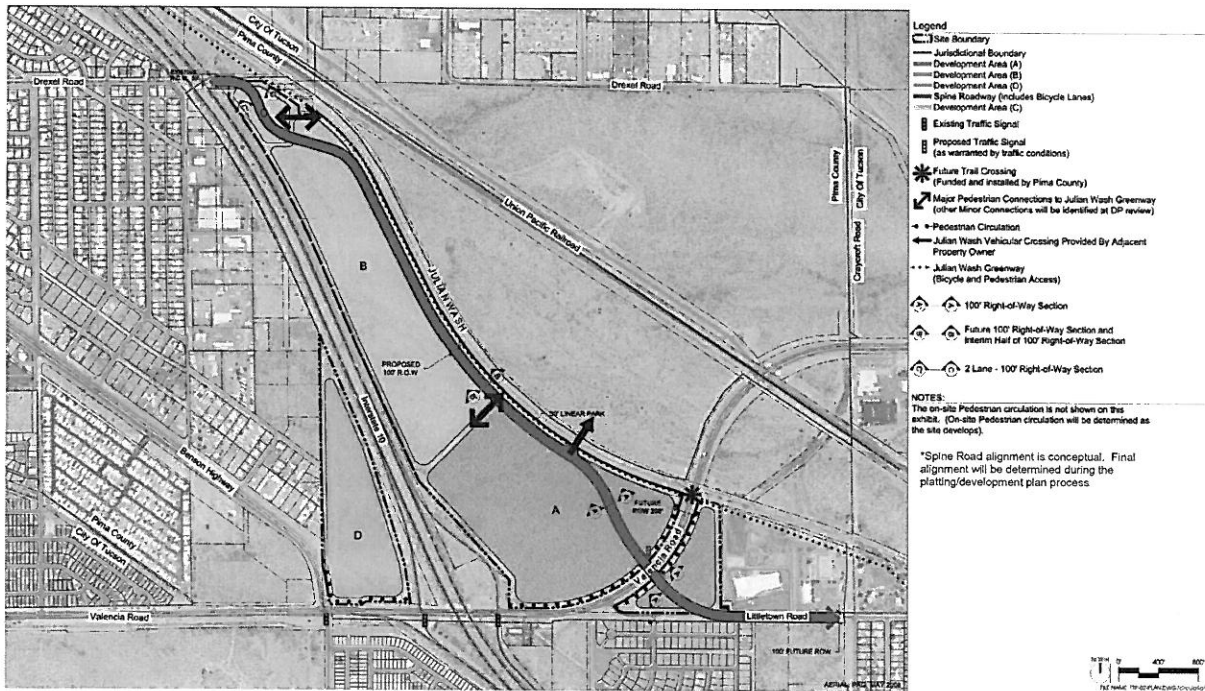 City Of Tucson
Pima County
Drexel Road
Drexel Road
Union Pacific Railroad
Pima County
City Of Tucson
Craycroft Road
B
JULIAN WASH
PROPOSED
100' R.O.W
Interstate 10
30' LINEAR PARK
Benson Highway
A
FUTURE
ROW 200'
D
Pima County
City Of Tucson
Valencia Road
Valencia Road
Littletown Road
100' FUTURE ROW
Legend
Site Boundary
Jurisdictional Boundary
Development Area (A)
Development Area (B)
Development Area (D)
Spine Roadway (includes Bicycle Lanes)
Development Area (C)
Existing Traffic Signal
Proposed Traffic Signal
(as warranted by traffic conditions)
Future Trail Crossing
(Funded and installed by Pima County)
Major Pedestrian Connections to Julian Wash Greenway
(other Minor Connections will be identified at DP review)
Pedestrian Circulation
Julian Wash Vehicular Crossing Provided By Adjacent
Property Owner
Julian Wash Greenway
(Bicycle and Pedestrian Access)
100' Right-of-Way Section
Future 100' Right-of-Way Section and
Interim Half of 100' Right-of-Way Section
2 Lane - 100' Right-of-Way Section
NOTES:
The on-site Pedestrian circulation is not shown on this
exhibit. (On-site Pedestrian circulation will be determined as
the site develops).
*Spine Road alignment is conceptual. Final
alignment will be determined during the
platting/development plan process
0 400' 800'